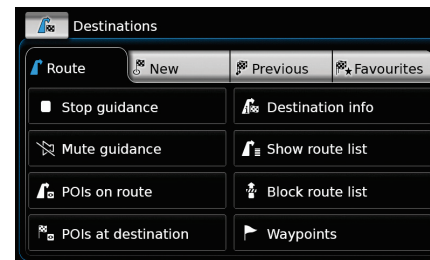 Destinations
Route New Previous Favourites
Stop guidance Destination info
Mute guidance Show route list
POIs on route Block route list
POIs at destination Waypoints